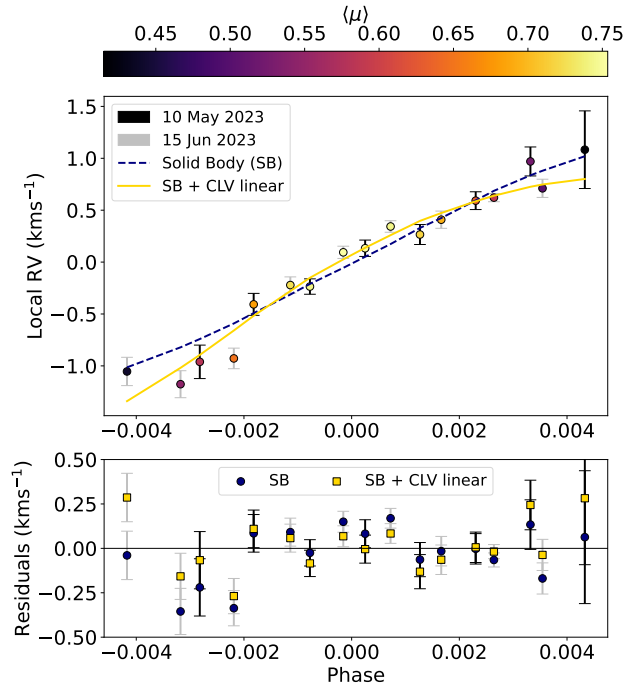 ⟨μ⟩
0.45 0.50 0.55 0.60 0.65 0.70 0.75
Local RV (kms⁻¹)
1.5
1.0
0.5
0.0
−0.5
−1.0
10 May 2023
15 Jun 2023
Solid Body (SB)
SB + CLV linear
−0.004 −0.002 0.000 0.002 0.004
Residuals (kms⁻¹)
0.50
0.25
0.00
−0.25
−0.50
SB SB + CLV linear
−0.004 −0.002 0.000 0.002 0.004
Phase